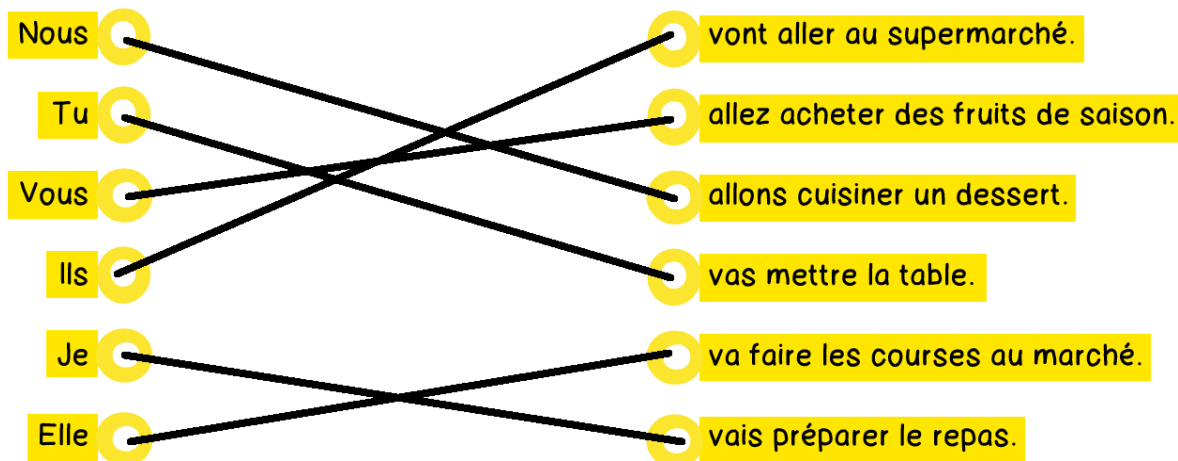 Nous vont aller au supermarché.
Tu allez acheter des fruits de saison.
Vous allons cuisiner un dessert.
Ils vas mettre la table.
Je va faire les courses au marché.
Elle vais préparer le repas.